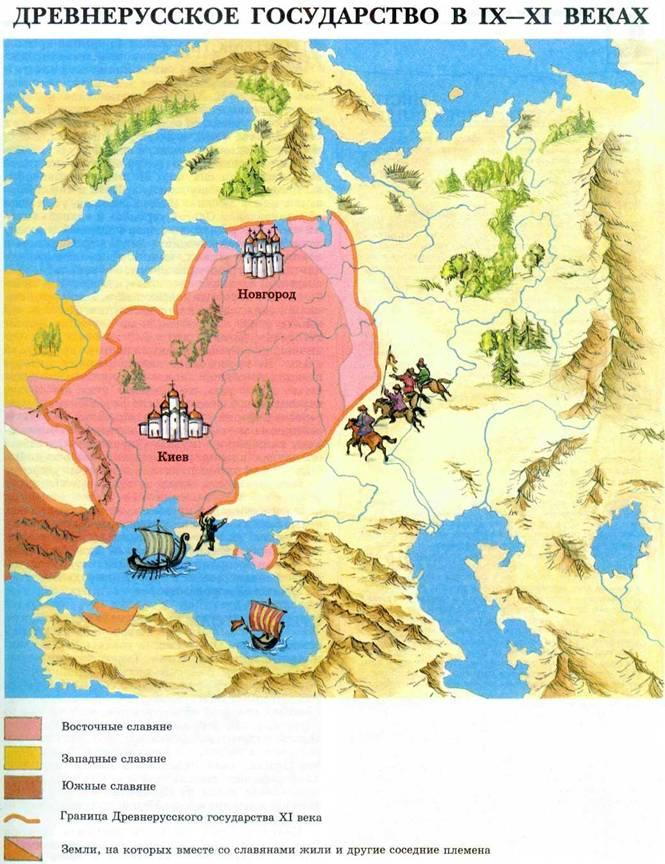 ДРЕВНЕРУССКОЕ ГОСУДАРСТВО В IX—XI ВЕКАХ
Новгород
Киев
Восточные славяне
Западные славяне
Южные славяне
Граница Древнерусского государства XI века
Земли, на которых вместе со славянами жили и другие соседние племена